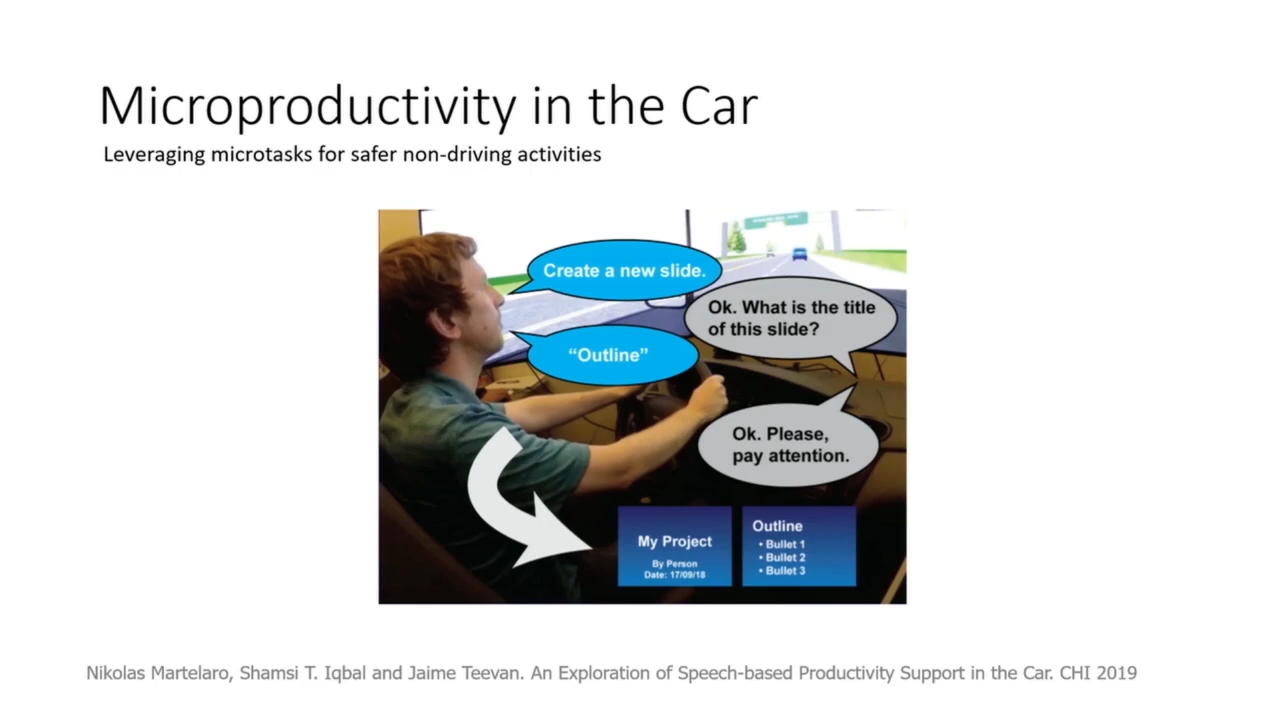 Microproductivity in the Car
Leveraging microtasks for safer non-driving activities
Create a new slide.
Ok. What is the title
of this slide?
“Outline”
Ok. Please,
pay attention.
My Project
By Person
Date: 17/09/18
Outline
• Bullet 1
• Bullet 2
• Bullet 3
Nikolas Martelaro, Shamsi T. Iqbal and Jaime Teevan. An Exploration of Speech-based Productivity Support in the Car. CHI 2019